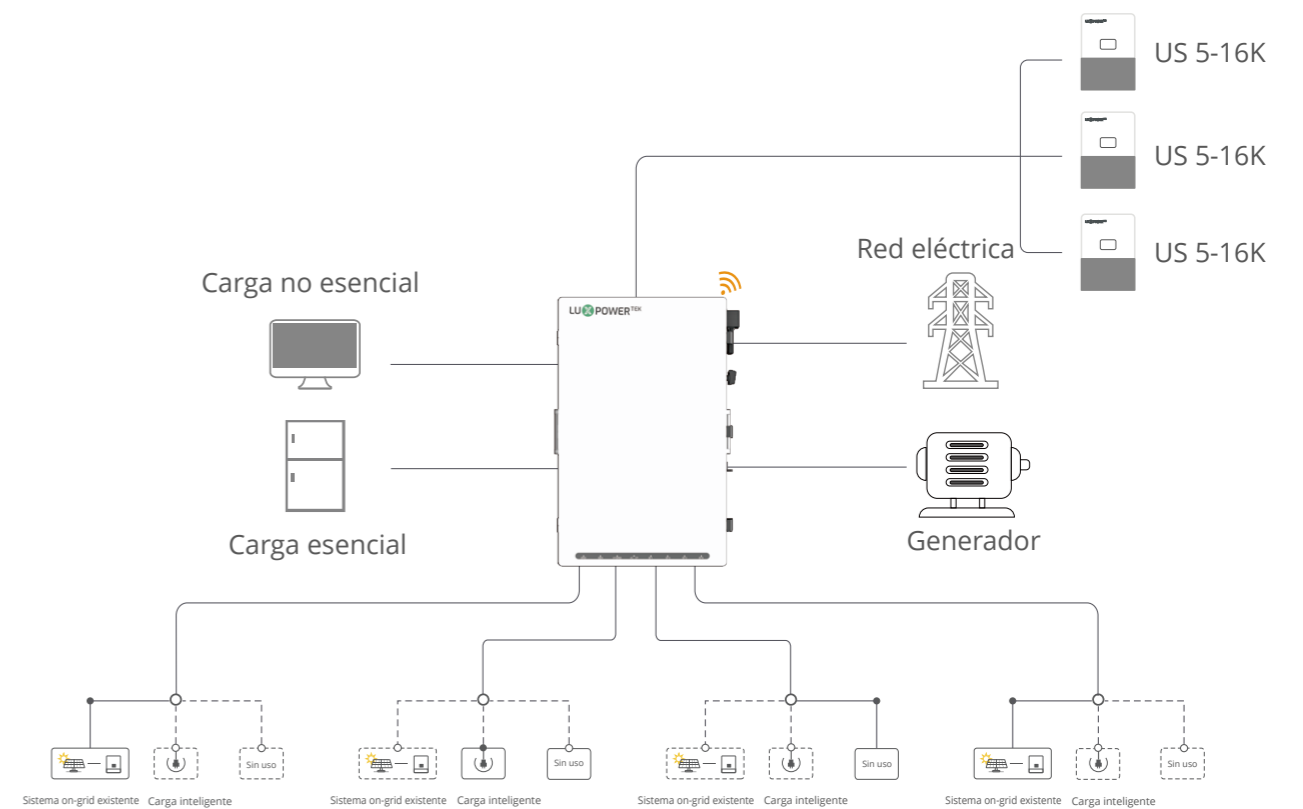 US 5-16K
US 5-16K
US 5-16K
Red eléctrica
Carga no esencial
LUXPOWERTEK
Carga esencial
Generador
Sin uso
Sin uso
Sin uso
Sin uso
Sistema on-grid existente
Carga inteligente
Sistema on-grid existente
Carga inteligente
Sistema on-grid existente
Carga inteligente
Sistema on-grid existente
Carga inteligente